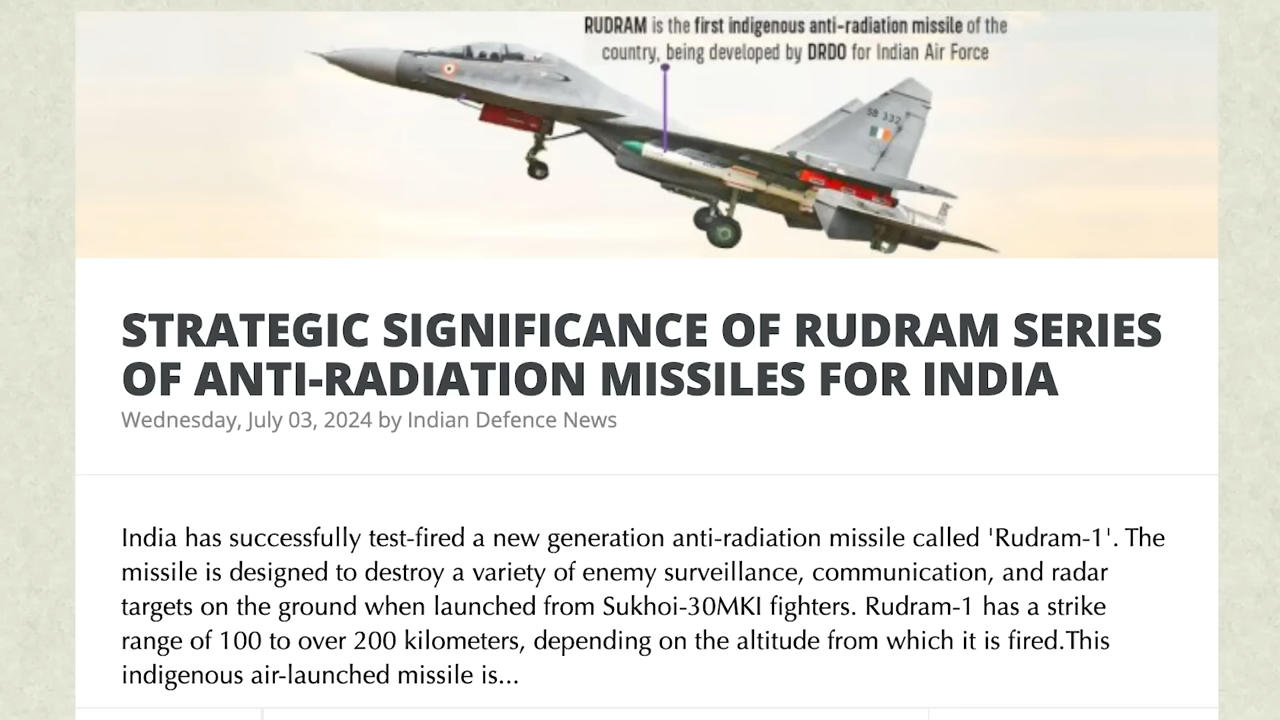 RUDRAM is the first indigenous anti-radiation missile of the
country, being developed by DRDO for Indian Air Force
SB 332
STRATEGIC SIGNIFICANCE OF RUDRAM SERIES
OF ANTI-RADIATION MISSILES FOR INDIA
Wednesday, July 03, 2024 by Indian Defence News
India has successfully test-fired a new generation anti-radiation missile called 'Rudram-1'. The
missile is designed to destroy a variety of enemy surveillance, communication, and radar
targets on the ground when launched from Sukhoi-30MKI fighters. Rudram-1 has a strike
range of 100 to over 200 kilometers, depending on the altitude from which it is fired.This
indigenous air-launched missile is...